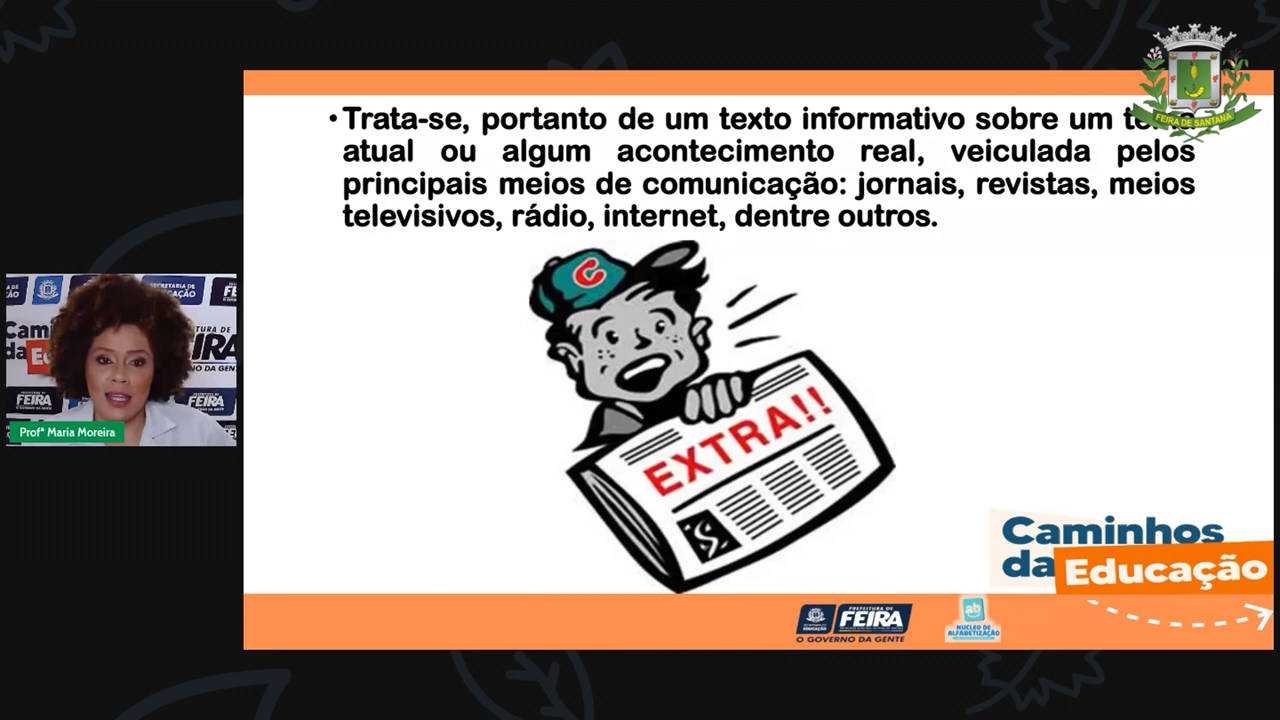 FEIRA DE SANTANA
• Trata-se, portanto de um texto informativo sobre um
atual ou algum acontecimento real, veiculada pelos
principais meios de comunicação: jornais, revistas, meios
televisivos, rádio, internet, dentre outros.
C
EXTRA!!
Profª Maria Moreira
Caminhos
da Educação
PREFEITURA DE
FEIRA
O GOVERNO DA GENTE
EDUCAÇÃO
ab
NÚCLEO DE
ALFABETIZAÇÃO